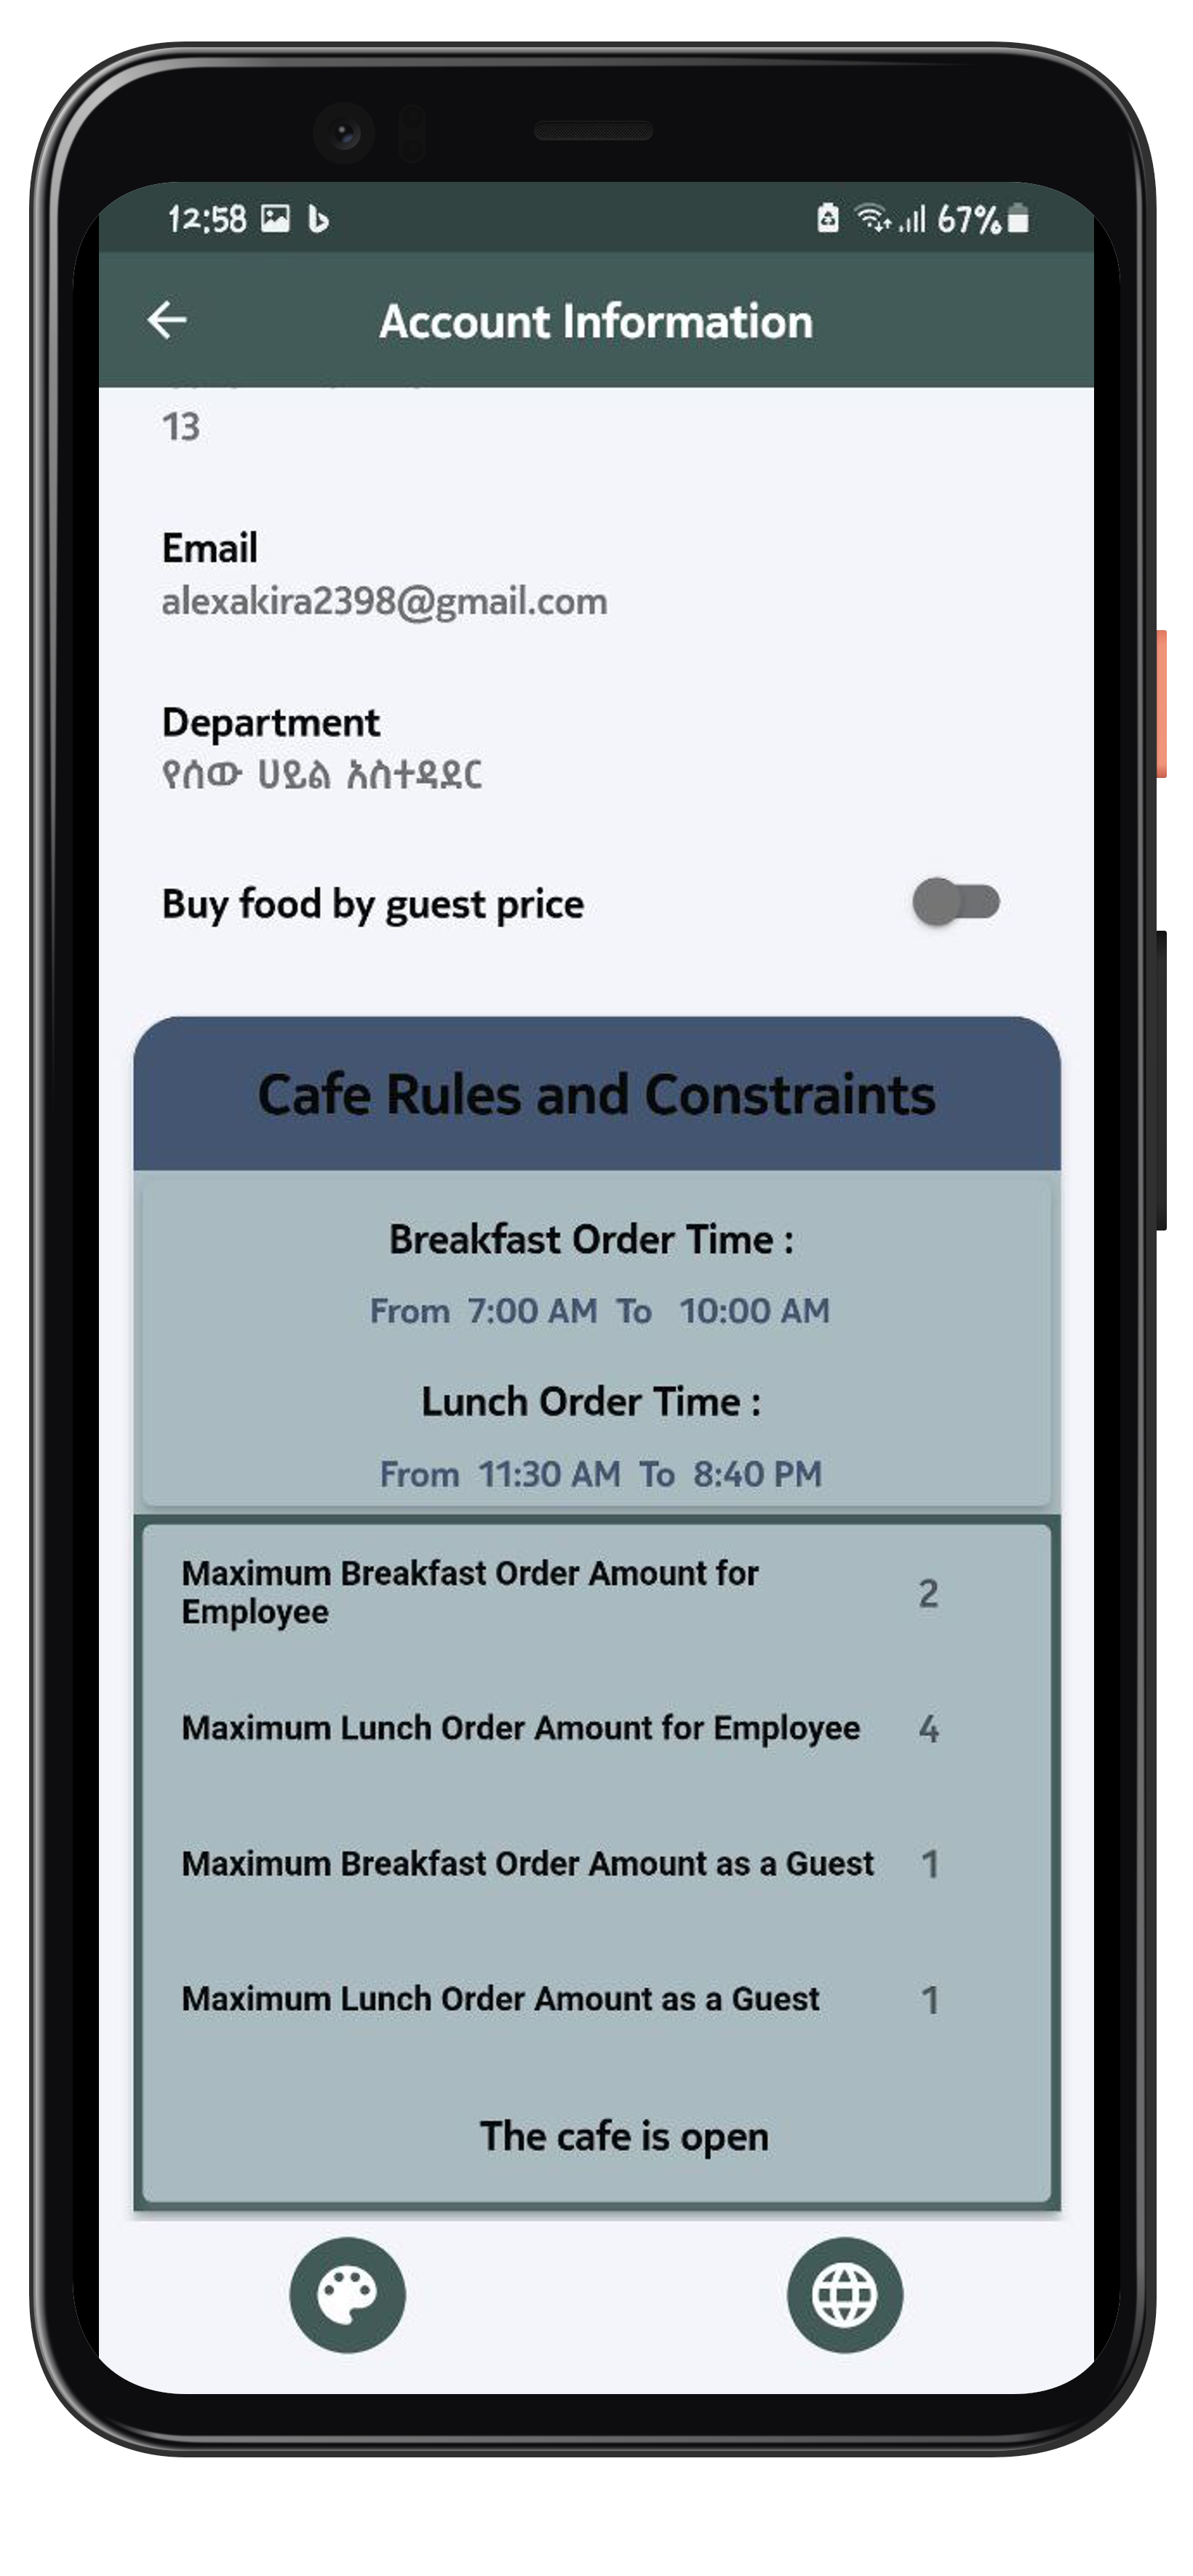 12:58
67%
Account Information
13
Email
alexakira2398@gmail.com
Department
የሰው ሀይል አስተዳደር
Buy food by guest price
Cafe Rules and Constraints
Breakfast Order Time :
From 7:00 AM To 10:00 AM
Lunch Order Time :
From 11:30 AM To 8:40 PM
Maximum Breakfast Order Amount for
Employee
2
Maximum Lunch Order Amount for Employee 4
Maximum Breakfast Order Amount as a Guest 1
Maximum Lunch Order Amount as a Guest 1
The cafe is open